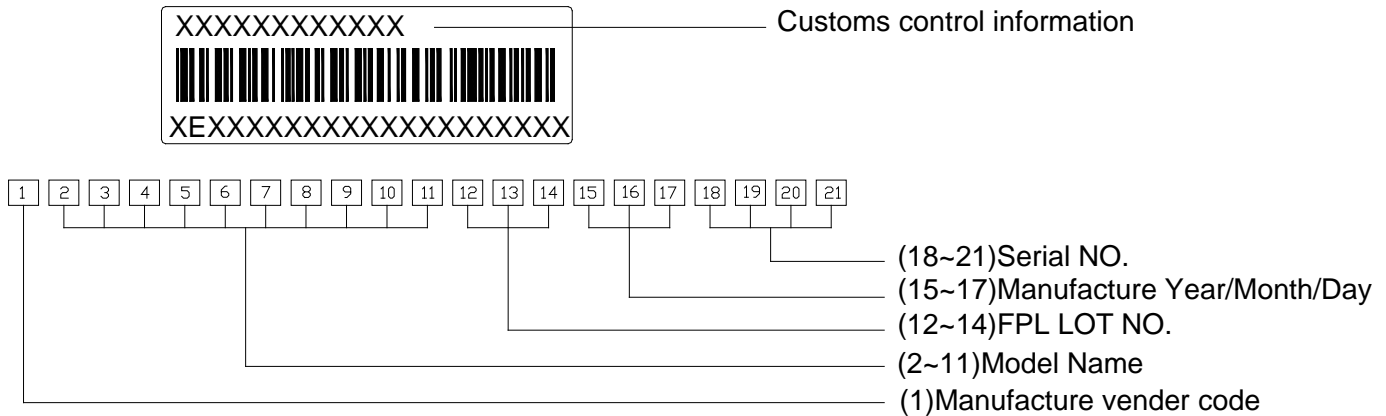 XXXXXXXXXXXX
Customs control information
XEXXXXXXXXXXXXXXXXXXX
1 2 3 4 5 6 7 8 9 10 11 12 13 14 15 16 17 18 19 20 21
(18~21)Serial NO.
(15~17)Manufacture Year/Month/Day
(12~14)FPL LOT NO.
(2~11)Model Name
(1)Manufacture vender code